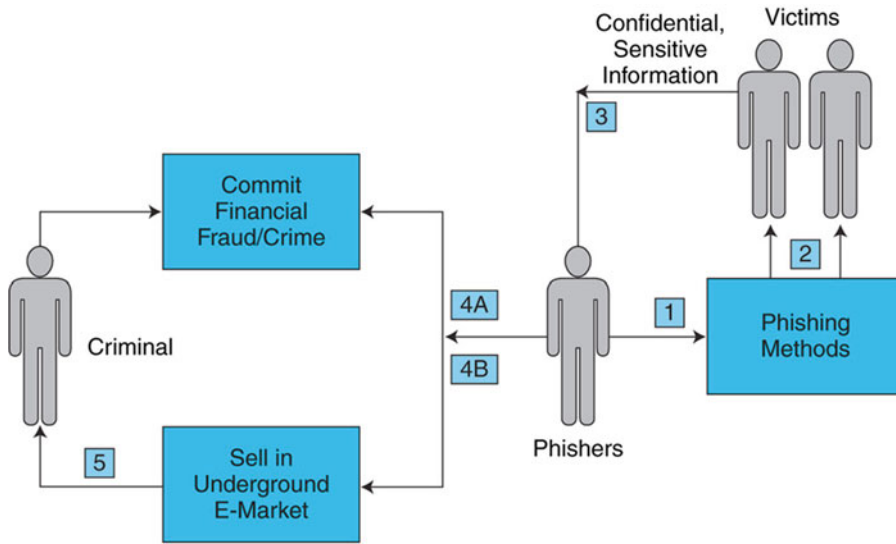 Victims
Confidential,
Sensitive
Information
3
Commit
Financial
Fraud/Crime
2
4A
1
Phishing
Methods
Criminal
4B
Phishers
5
Sell in
Underground
E-Market